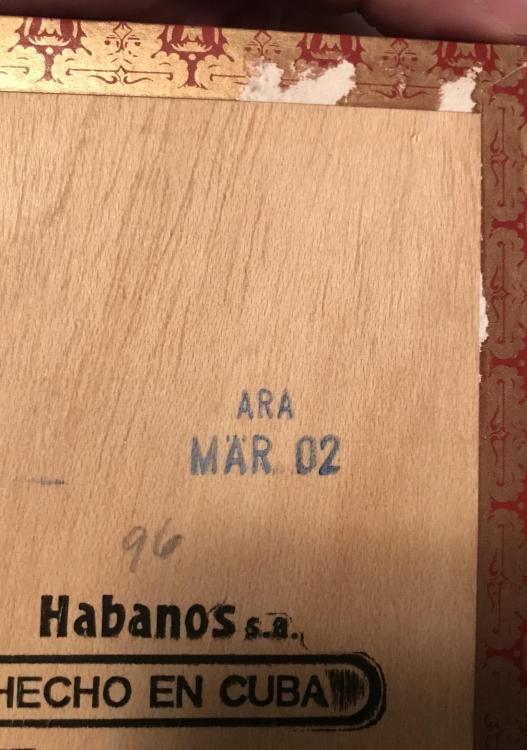 ARA
MÄR 02
96
Habanos s.a.
HECHO EN CUBA